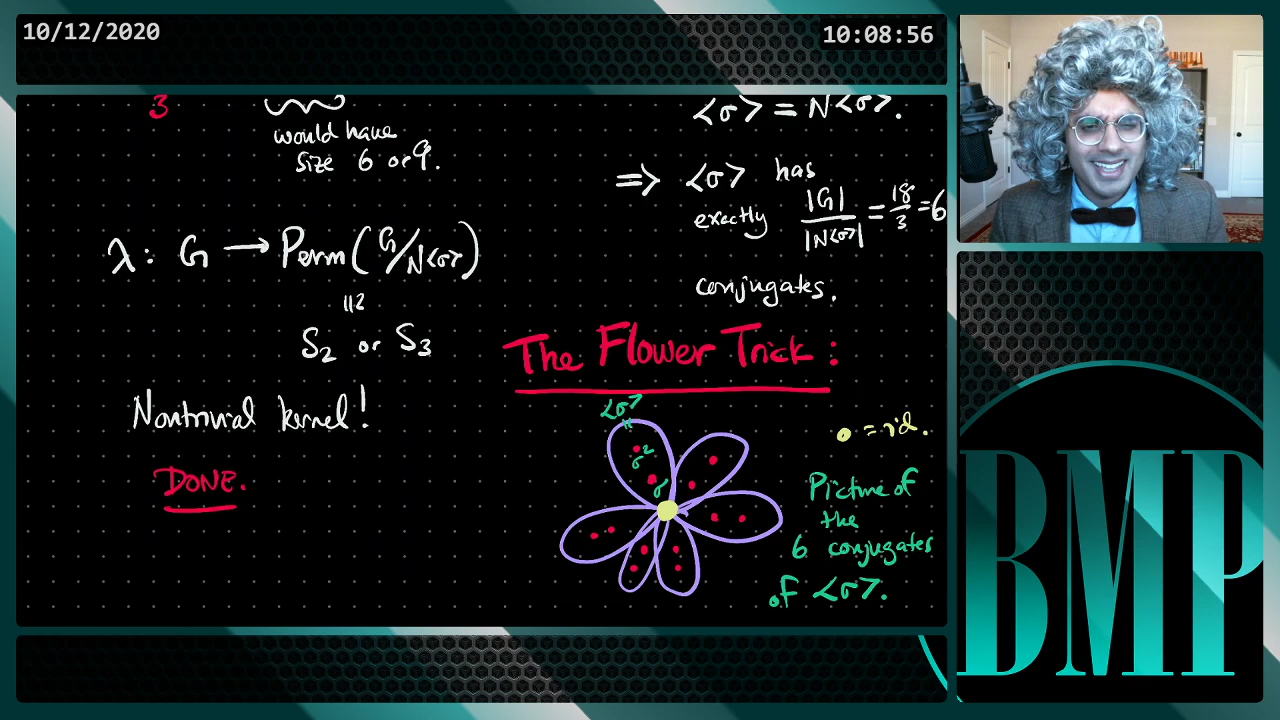 10/12/2020
10:08:56
3
would have
size 6 or 9.
λ: G → Perm(G/N<σ>)
≅
S₂ or S₃
Nontrivial kernel!
DONE.
<σ> = N<σ>.
⇒ <σ> has
exactly |G|/|N<σ>| = 18/3 = 6
conjugates.
The Flower Trick:
<σ>
=
σ²
σ
= id.
Picture of
the
6 conjugates
of <σ>.
BMP